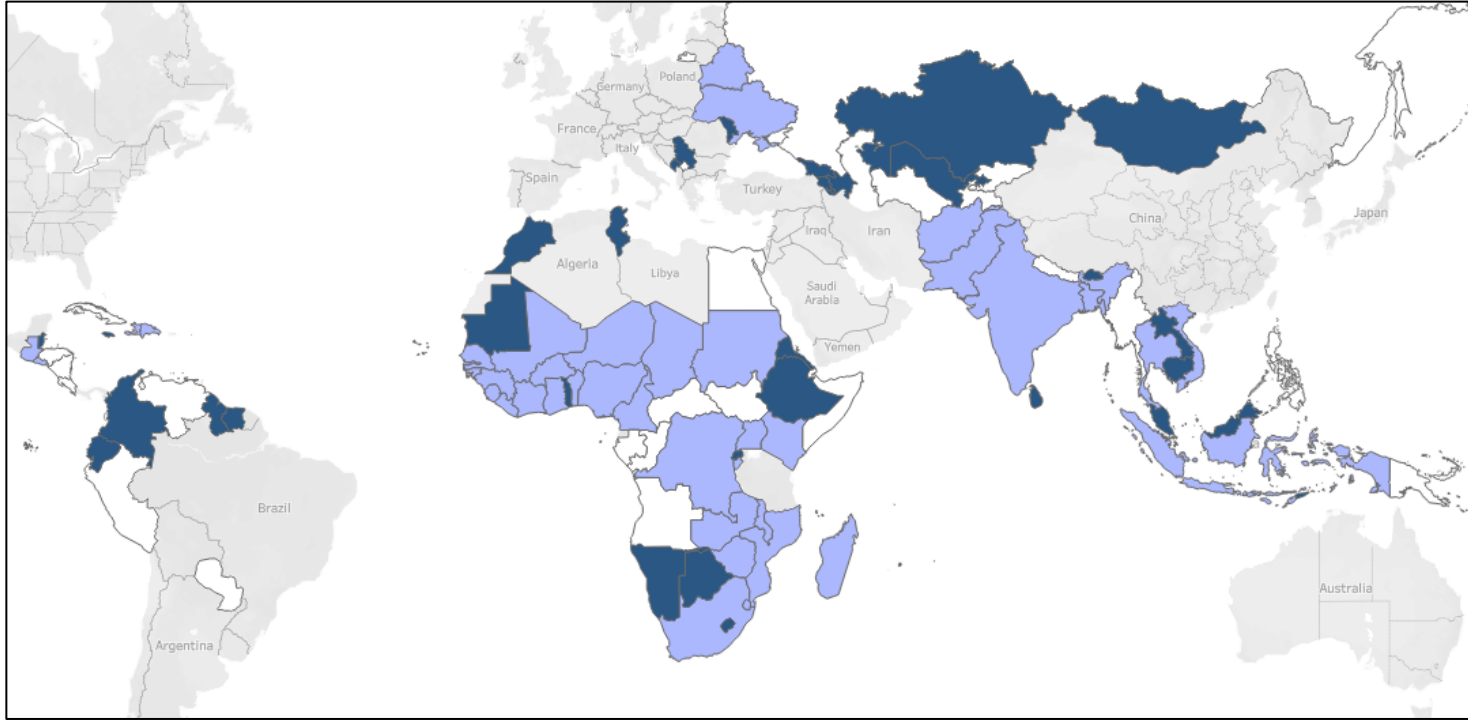 Poland
Germany
France
Italy
Spain
Turkey
China
Japan
Iraq
Iran
Algeria
Libya
Saudi
Arabia
Yemen
Brazil
Australia
Argentina